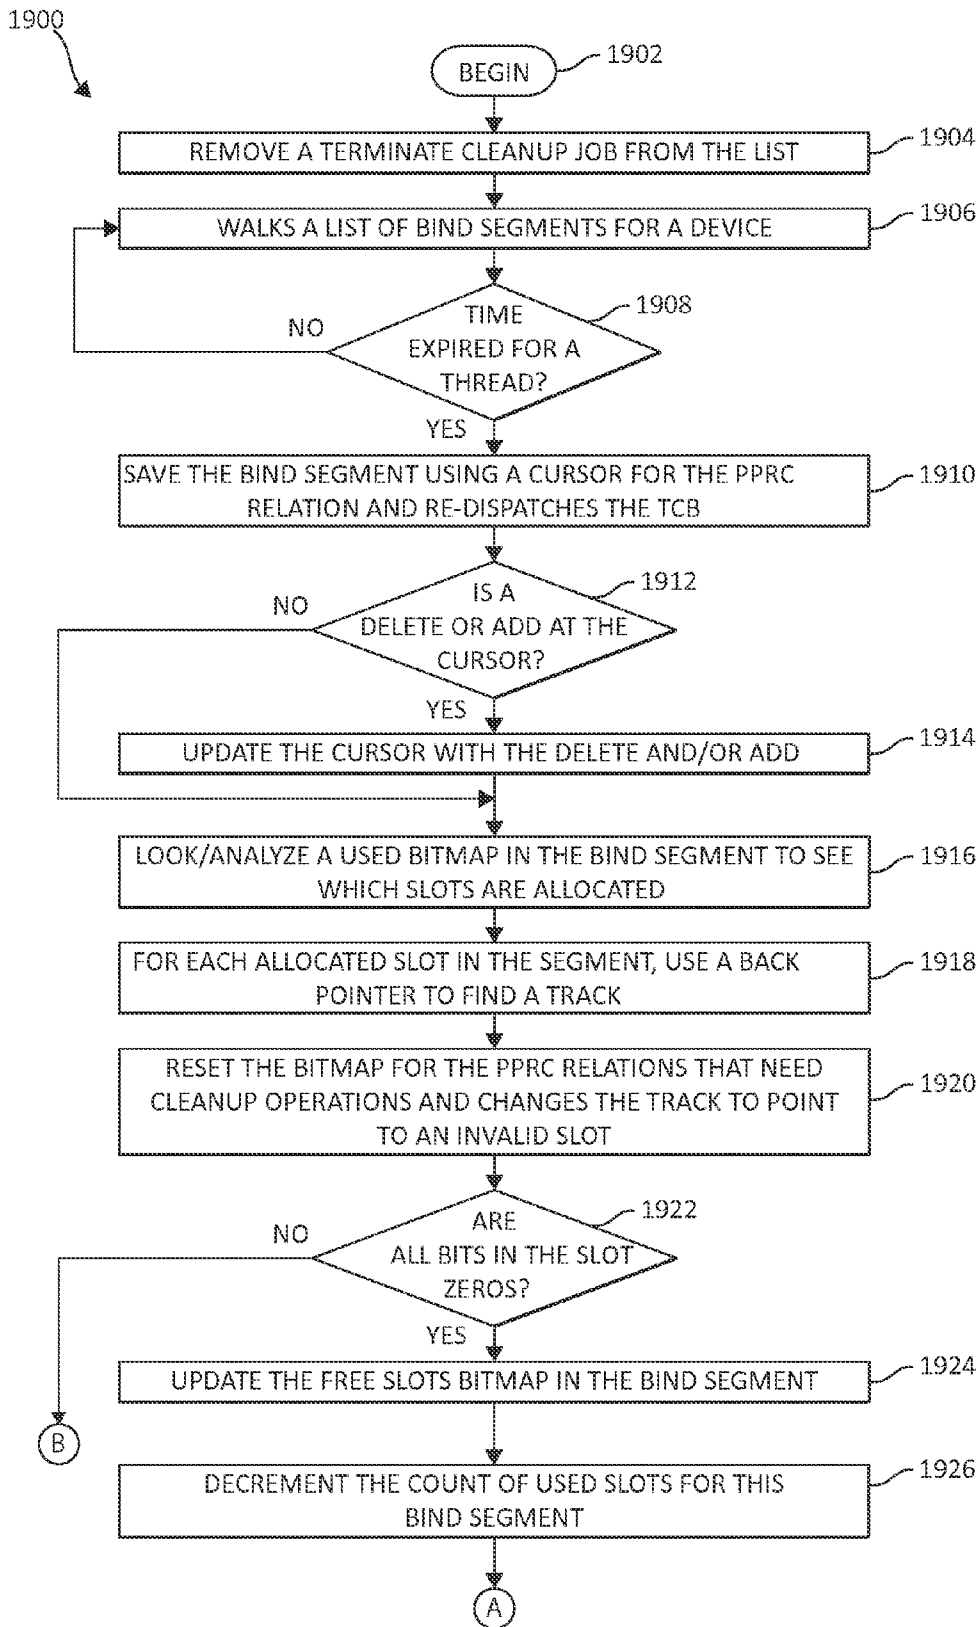 1900
BEGIN
1902
REMOVE A TERMINATE CLEANUP JOB FROM THE LIST
1904
WALKS A LIST OF BIND SEGMENTS FOR A DEVICE
1906
TIME
EXPIRED FOR A
THREAD?
1908
NO
YES
SAVE THE BIND SEGMENT USING A CURSOR FOR THE PPRC
RELATION AND RE-DISPATCHES THE TCB
1910
IS A
DELETE OR ADD AT THE
CURSOR?
1912
NO
YES
UPDATE THE CURSOR WITH THE DELETE AND/OR ADD
1914
LOOK/ANALYZE A USED BITMAP IN THE BIND SEGMENT TO SEE
WHICH SLOTS ARE ALLOCATED
1916
FOR EACH ALLOCATED SLOT IN THE SEGMENT, USE A BACK
POINTER TO FIND A TRACK
1918
RESET THE BITMAP FOR THE PPRC RELATIONS THAT NEED
CLEANUP OPERATIONS AND CHANGES THE TRACK TO POINT
TO AN INVALID SLOT
1920
ARE
ALL BITS IN THE SLOT
ZEROS?
1922
NO
YES
UPDATE THE FREE SLOTS BITMAP IN THE BIND SEGMENT
1924
B
DECREMENT THE COUNT OF USED SLOTS FOR THIS
BIND SEGMENT
1926
A